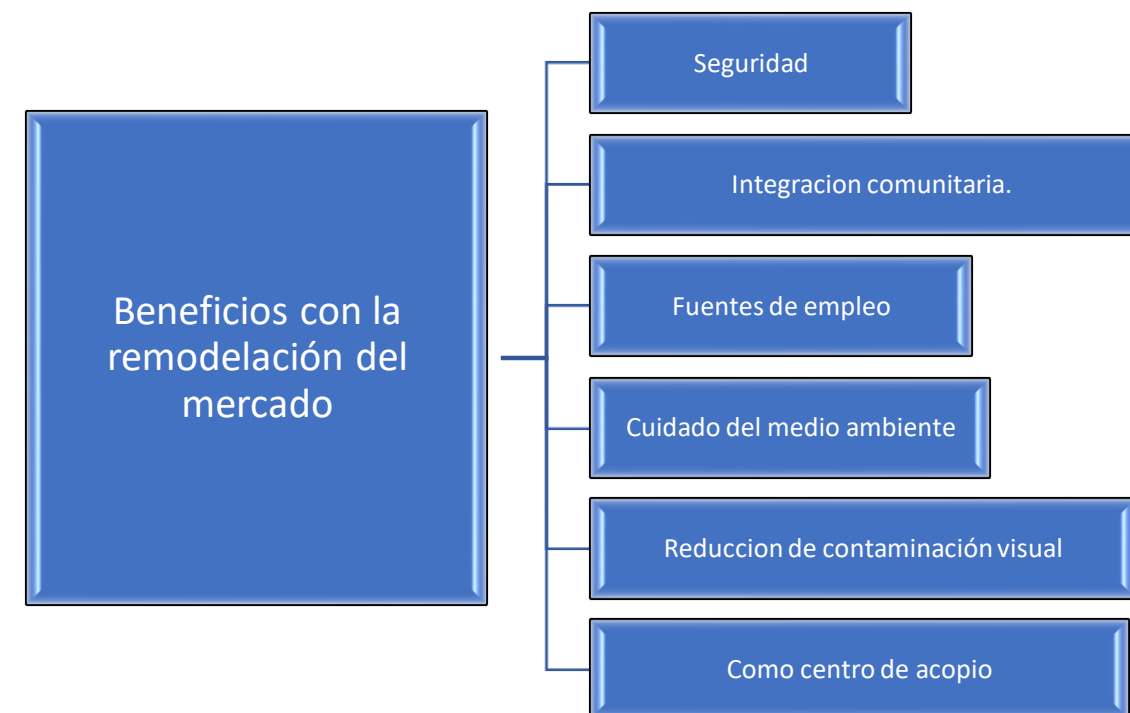 Beneficios con la
remodelación del
mercado
Seguridad
Integracion comunitaria.
Fuentes de empleo
Cuidado del medio ambiente
Reduccion de contaminación visual
Como centro de acopio